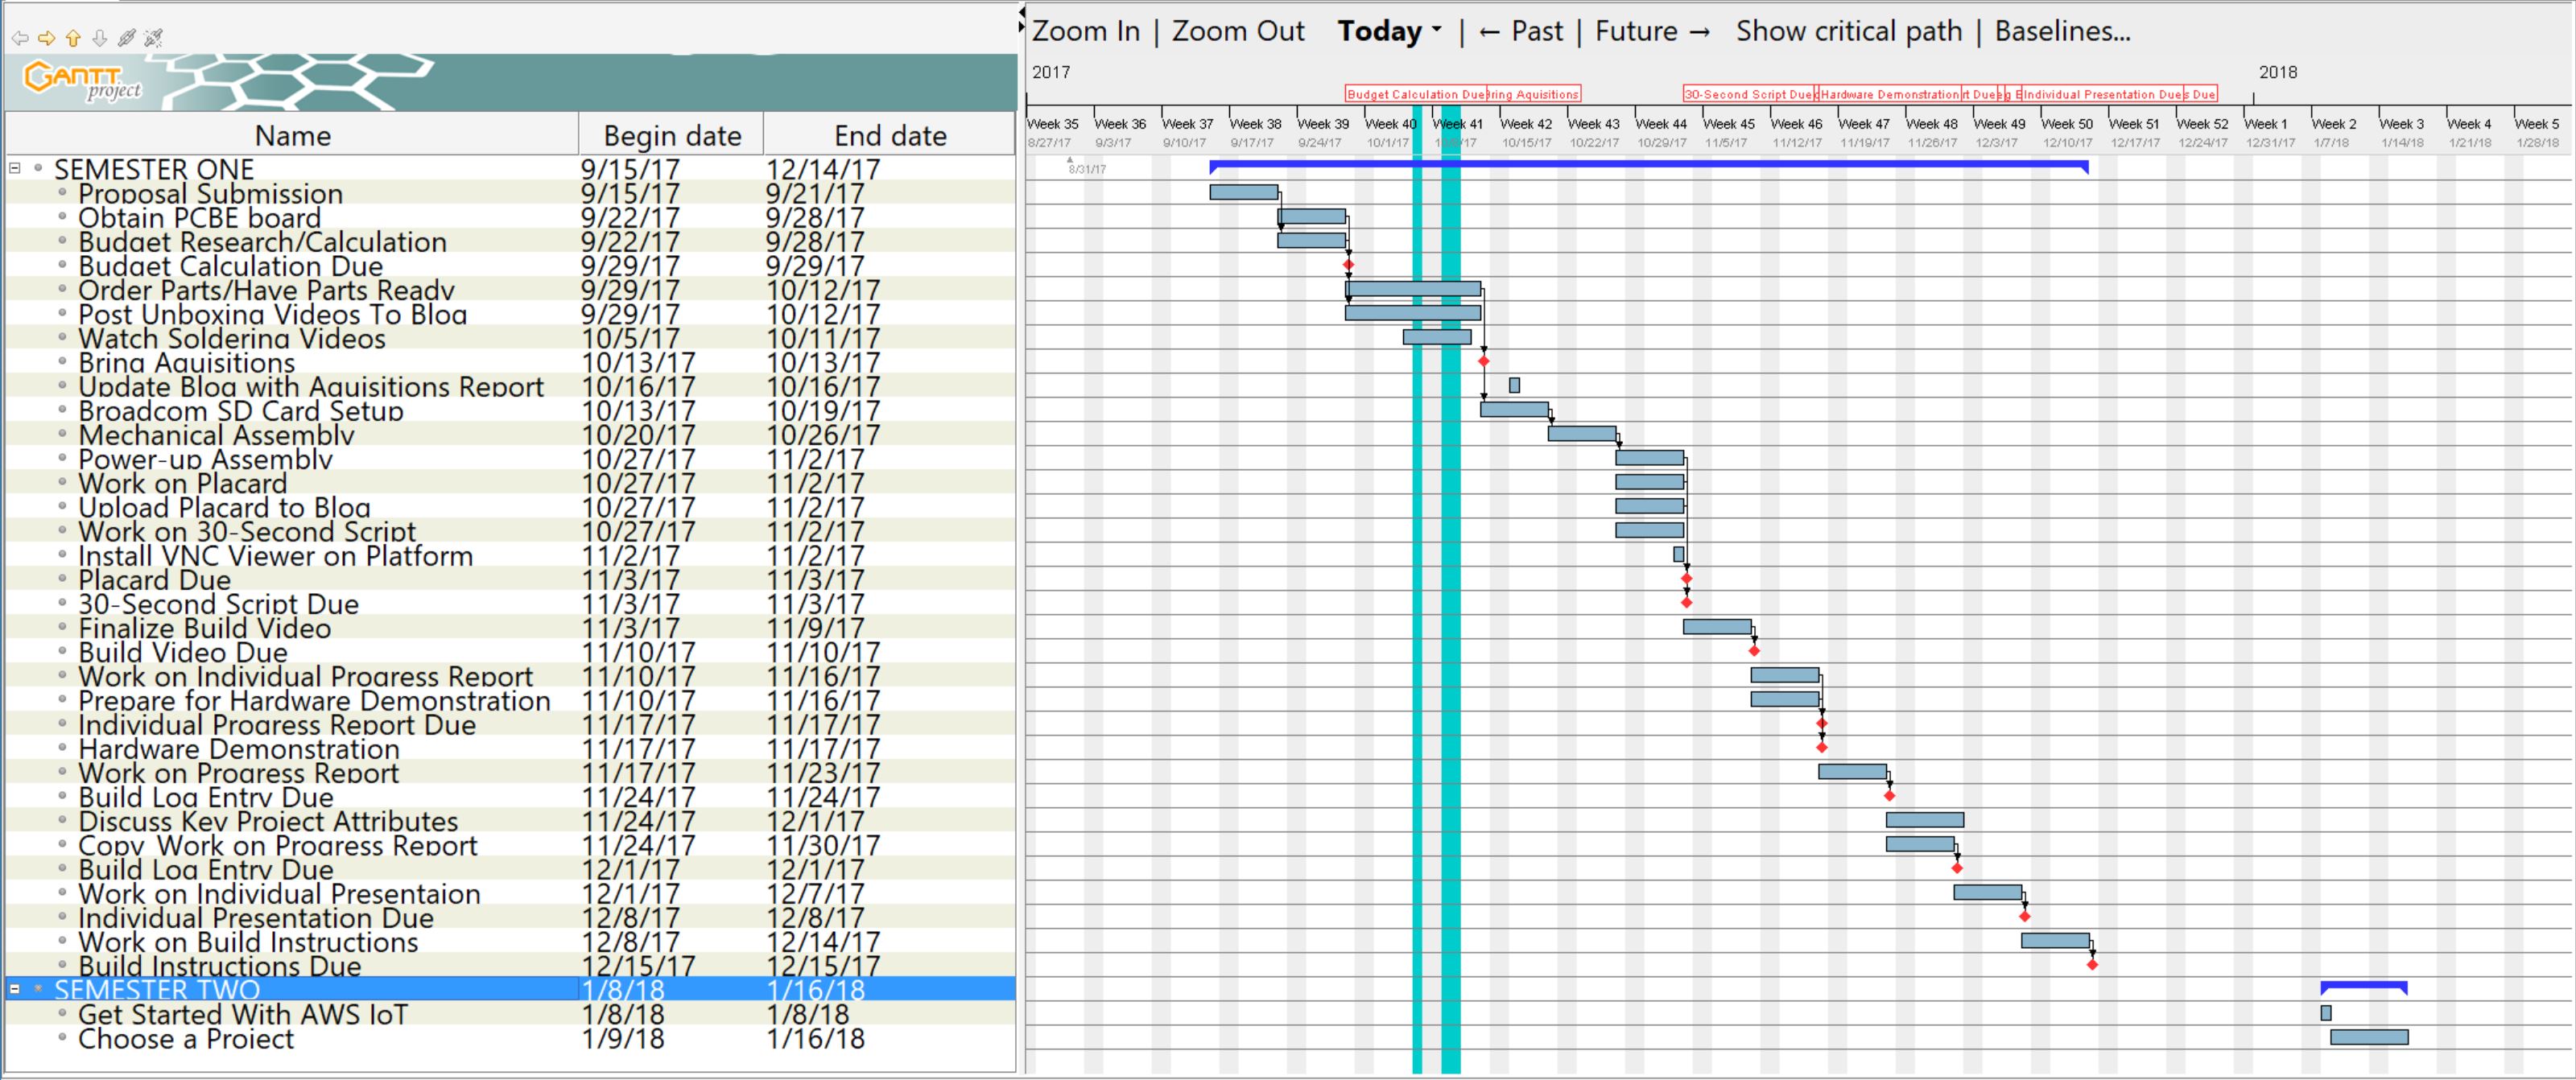 Zoom In | Zoom Out Today | ← Past | Future → Show critical path | Baselines...
GANTT
project
2017 2018
Budget Calculation Due ring Aquisitions 30-Second Script Due Hardware Demonstration rt Due Individual Presentation Due s Due
Name Begin date End date
Week 35 Week 36 Week 37 Week 38 Week 39 Week 40 Week 41 Week 42 Week 43 Week 44 Week 45 Week 46 Week 47 Week 48 Week 49 Week 50 Week 51 Week 52 Week 1 Week 2 Week 3 Week 4 Week 5
8/27/17 9/3/17 9/10/17 9/17/17 9/24/17 10/1/17 10/15/17 10/22/17 10/29/17 11/5/17 11/12/17 11/19/17 11/26/17 12/3/17 12/10/17 12/17/17 12/24/17 12/31/17 1/7/18 1/14/18 1/21/18 1/28/18
8/31/17
SEMESTER ONE 9/15/17 12/14/17
Proposal Submission 9/15/17 9/21/17
Obtain PCBE board 9/22/17 9/28/17
Budget Research/Calculation 9/22/17 9/28/17
Budget Calculation Due 9/29/17 9/29/17
Order Parts/Have Parts Ready 9/29/17 10/12/17
Post Unboxing Videos To Blog 9/29/17 10/12/17
Watch Soldering Videos 10/5/17 10/11/17
Bring Aquisitions 10/13/17 10/13/17
Update Blog with Aquisitions Report 10/16/17 10/16/17
Broadcom SD Card Setup 10/13/17 10/19/17
Mechanical Assembly 10/20/17 10/26/17
Power-up Assembly 10/27/17 11/2/17
Work on Placard 10/27/17 11/2/17
Upload Placard to Blog 10/27/17 11/2/17
Work on 30-Second Script 10/27/17 11/2/17
Install VNC Viewer on Platform 11/2/17 11/2/17
Placard Due 11/3/17 11/3/17
30-Second Script Due 11/3/17 11/3/17
Finalize Build Video 11/3/17 11/9/17
Build Video Due 11/10/17 11/10/17
Work on Individual Progress Report 11/10/17 11/16/17
Prepare for Hardware Demonstration 11/10/17 11/16/17
Individual Progress Report Due 11/17/17 11/17/17
Hardware Demonstration 11/17/17 11/17/17
Work on Progress Report 11/17/17 11/23/17
Build Log Entry Due 11/24/17 11/24/17
Discuss Key Project Attributes 11/24/17 12/1/17
Copy_Work on Progress Report 11/24/17 11/30/17
Build Log Entry Due 12/1/17 12/1/17
Work on Individual Presentaion 12/1/17 12/7/17
Individual Presentation Due 12/8/17 12/8/17
Work on Build Instructions 12/8/17 12/14/17
Build Instructions Due 12/15/17 12/15/17
SEMESTER TWO 1/8/18 1/16/18
Get Started With AWS IoT 1/8/18 1/8/18
Choose a Project 1/9/18 1/16/18